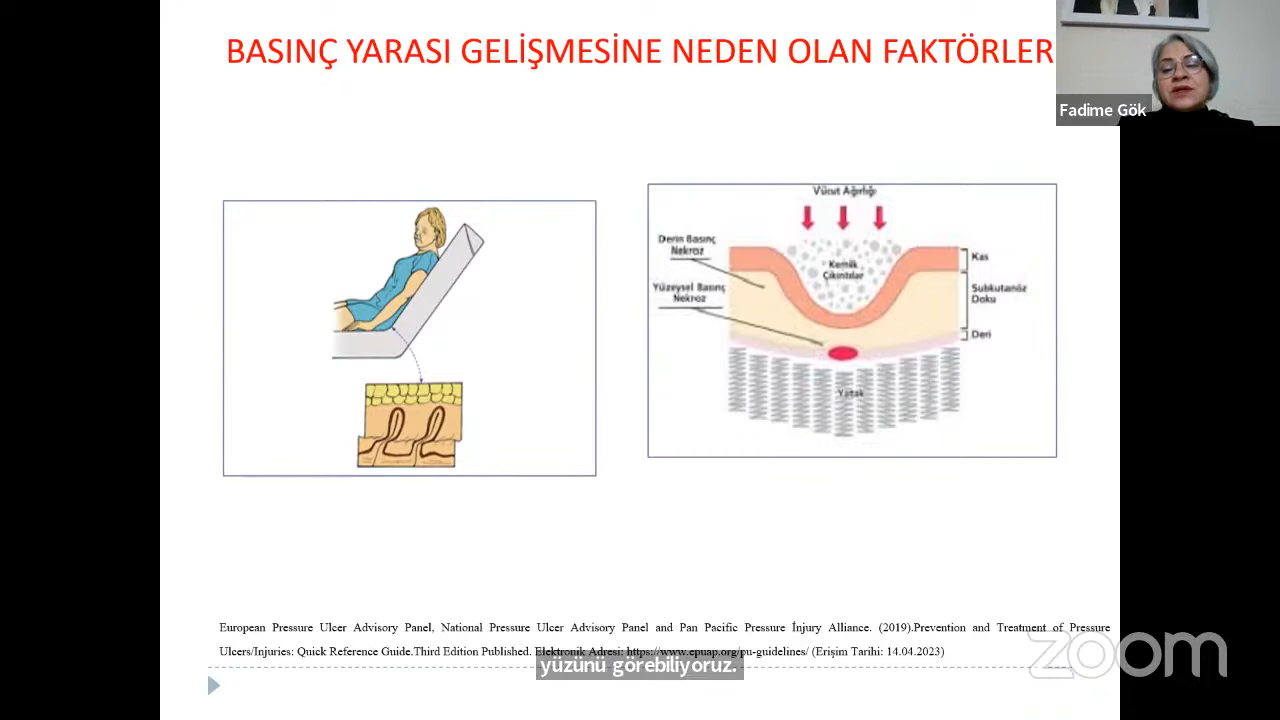 BASINÇ YARASI GELİŞMESİNE NEDEN OLAN FAKTÖRLER
Fadime Gök
Vücut Ağırlığı
Derin Basınç
Nekroz
Kemik
Çıkıntılar
Kas
Yüzeysel Basınç
Nekroz
Subkutanöz
Doku
Deri
Yatak
European Pressure Ulcer Advisory Panel, National Pressure Ulcer Advisory Panel and Pan Pacific Pressure İnjury Alliance. (2019).Prevention and Treatment of Pressure
Ulcers/Injuries: Quick Reference Guide.Third Edition Published. Elektronik Adresi: https://www.epuap.org/pu-guidelines/ (Erişim Tarihi: 14.04.2023)
yüzünü görebiliyoruz.
zoom